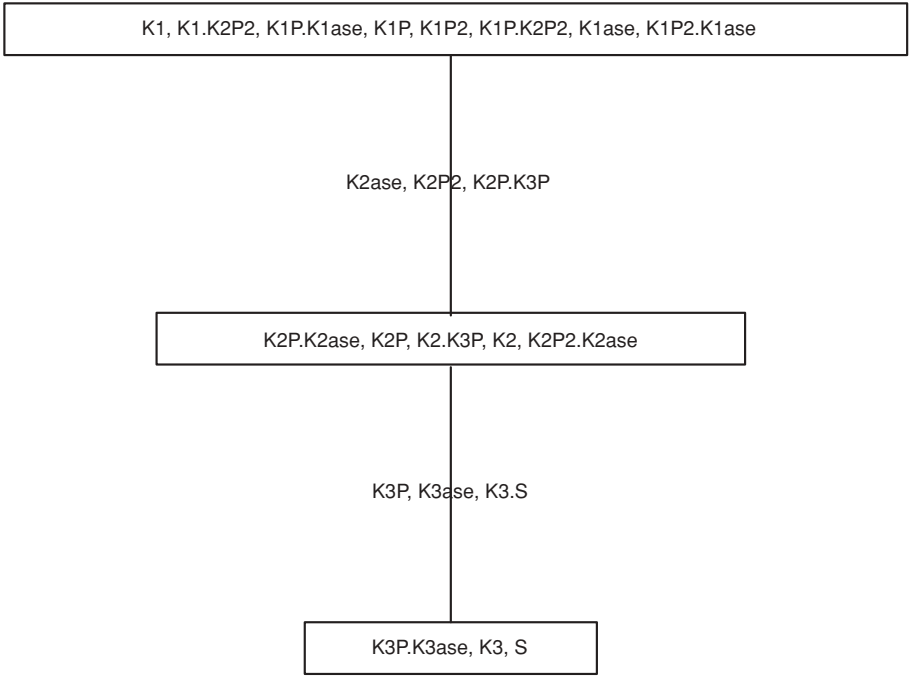 K1, K1.K2P2, K1P.K1ase, K1P, K1P2, K1P.K2P2, K1ase, K1P2.K1ase
K2ase, K2P2, K2P.K3P
K2P.K2ase, K2P, K2.K3P, K2, K2P2.K2ase
K3P, K3ase, K3.S
K3P.K3ase, K3, S